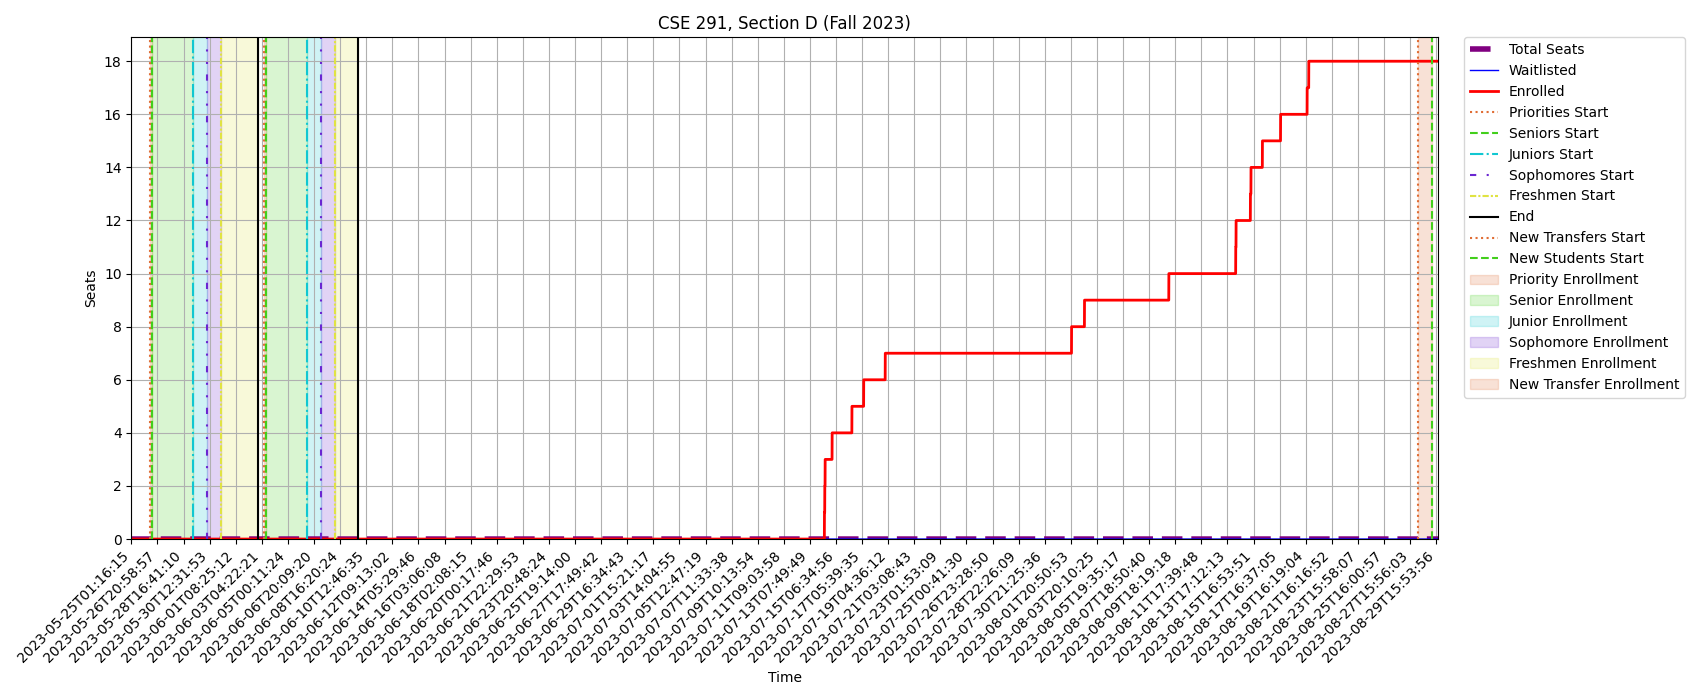 CSE 291, Section D (Fall 2023)
Seats
18
16
14
12
10
8
6
4
2
0
2023-05-25T01:16:15
2023-05-26T20:58:57
2023-05-28T16:41:10
2023-05-30T12:31:53
2023-06-01T08:25:12
2023-06-03T04:22:21
2023-06-05T00:11:24
2023-06-06T20:09:20
2023-06-08T16:20:24
2023-06-10T12:46:35
2023-06-12T09:13:02
2023-06-14T05:29:46
2023-06-16T03:06:08
2023-06-18T02:08:15
2023-06-20T00:17:46
2023-06-21T22:29:53
2023-06-23T20:48:24
2023-06-25T19:14:00
2023-06-27T17:49:42
2023-06-29T16:34:43
2023-07-01T15:21:17
2023-07-03T14:04:55
2023-07-05T12:47:19
2023-07-07T11:33:38
2023-07-09T10:13:54
2023-07-11T09:03:58
2023-07-13T07:49:49
2023-07-15T06:34:56
2023-07-17T05:39:35
2023-07-19T04:36:12
2023-07-21T03:08:43
2023-07-23T01:53:09
2023-07-25T00:41:30
2023-07-26T23:28:50
2023-07-28T22:26:09
2023-07-30T21:25:36
2023-08-01T20:50:53
2023-08-03T20:10:25
2023-08-05T19:35:17
2023-08-07T18:50:40
2023-08-09T18:19:18
2023-08-11T17:39:48
2023-08-13T17:12:13
2023-08-15T16:53:51
2023-08-17T16:37:05
2023-08-19T16:19:04
2023-08-21T16:16:52
2023-08-23T15:58:07
2023-08-25T16:00:57
2023-08-27T15:56:03
2023-08-29T15:53:56
Time
Total Seats
Waitlisted
Enrolled
Priorities Start
Seniors Start
Juniors Start
Sophomores Start
Freshmen Start
End
New Transfers Start
New Students Start
Priority Enrollment
Senior Enrollment
Junior Enrollment
Sophomore Enrollment
Freshmen Enrollment
New Transfer Enrollment